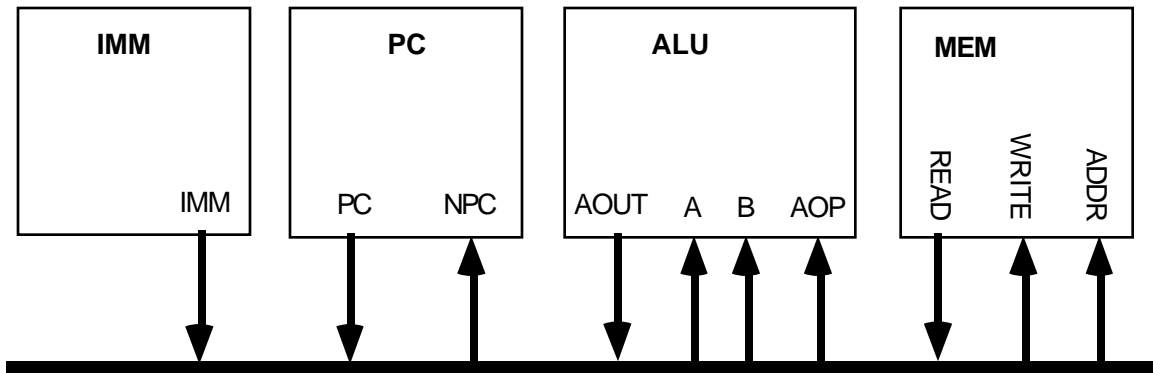 IMM
PC
ALU
MEM
IMM
PC
NPC
AOUT
A
B
AOP
READ
WRITE
ADDR